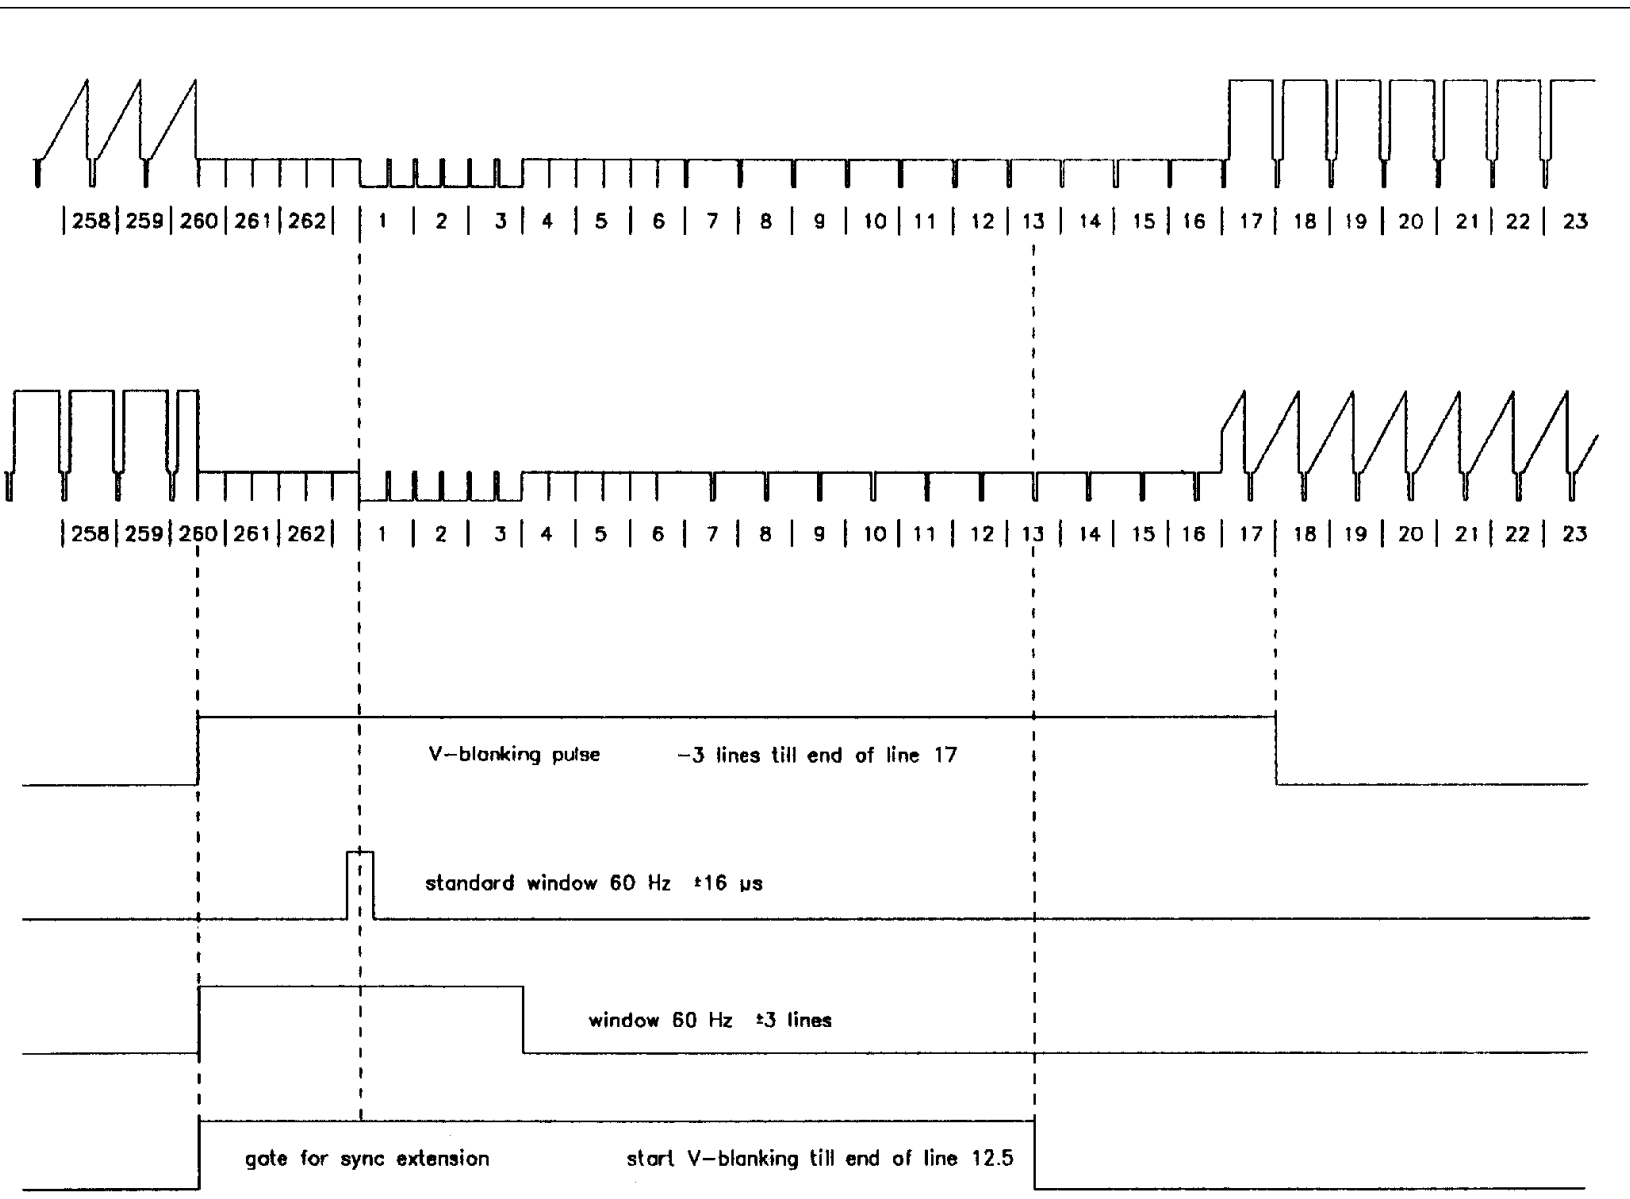 258 259 260 261 262 1 2 3 4 5 6 7 8 9 10 11 12 13 14 15 16 17 18 19 20 21 22 23
258 259 260 261 262 1 2 3 4 5 6 7 8 9 10 11 12 13 14 15 16 17 18 19 20 21 22 23
V-blanking pulse -3 lines till end of line 17
standard window 60 Hz ±16 µs
window 60 Hz ±3 lines
gate for sync extension start V-blanking till end of line 12.5